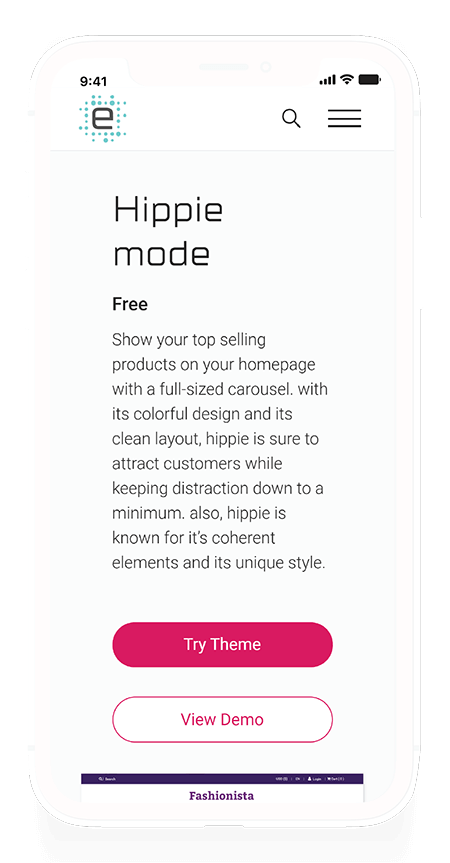 9:41
e
Hippie
mode
Free
Show your top selling
products on your homepage
with a full-sized carousel. with
its colorful design and its
clean layout, hippie is sure to
attract customers while
keeping distraction down to a
minimum. also, hippie is
known for it's coherent
elements and its unique style.
Try Theme
View Demo
Search USD ($) | EN | Login | Cart ( 0 )
Fashionista